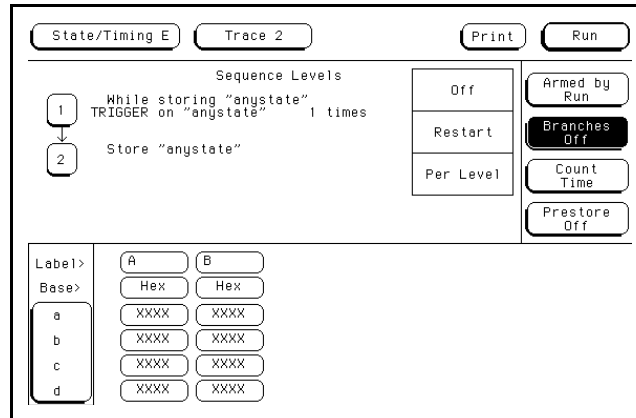 State/Timing E Trace 2 Print Run
Sequence Levels
1 While storing "anystate"
TRIGGER on "anystate" 1 times
2 Store "anystate"
Off
Restart
Per Level
Armed by
Run
Branches
Off
Count
Time
Prestore
Off
Label> A B
Base> Hex Hex
a XXXX XXXX
b XXXX XXXX
c XXXX XXXX
d XXXX XXXX